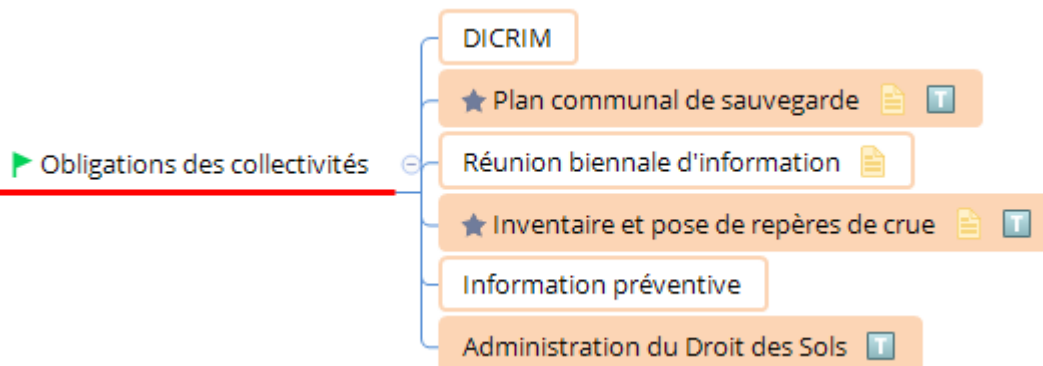 DICRIM
Plan communal de sauvegarde T
Obligations des collectivités
Réunion biennale d'information
Inventaire et pose de repères de crue T
Information préventive
Administration du Droit des Sols T